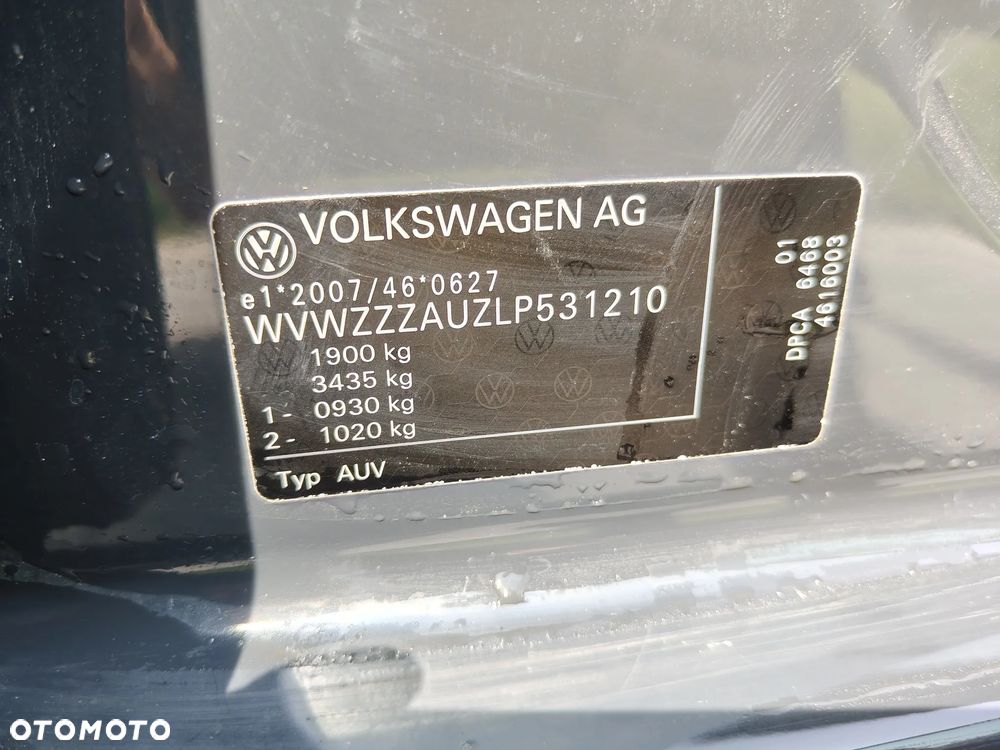 VOLKSWAGEN AG
e1*2007/46*0627
WVWZZZAUZLP531210
1900 kg
3435 kg
1- 0930 kg
2- 1020 kg
Typ AUV
01
DPCA 6468
4616003
OTOMOTO